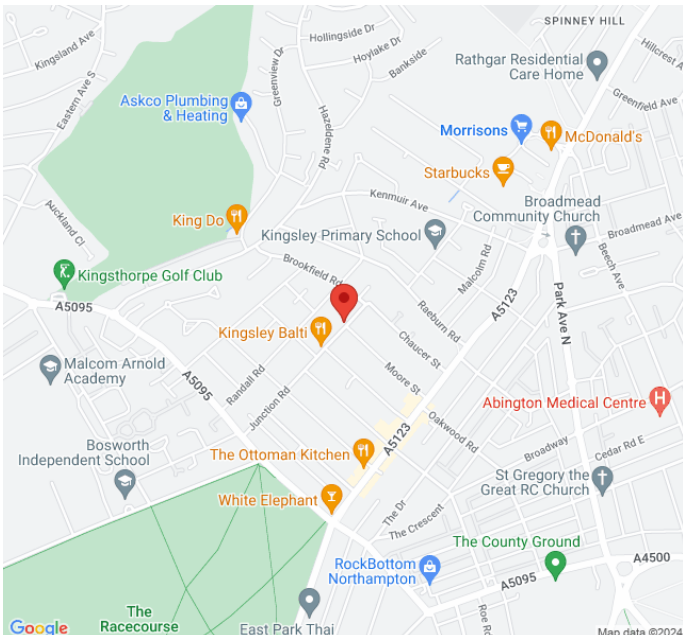 SPINNEY HILL
Hollingside Dr
Kingsland Ave
Hoylake Dr
Bankside
Hillcrest A
Rathgar Residential
Care Home
Greenview Dr
Eastern Ave S
Greenfield Ave
Askco Plumbing
& Heating
Hazeldene Rd
Morrisons
McDonald's
Starbucks
Kenmuir Ave
Broadmead
Community Church
Auckland Cl
King Do
Kingsley Primary School
Broadmead Ave
Malcolm Rd
Beech Ave
Brookfield Rd
Kingsthorpe Golf Club
A5095
A5123
Park Ave N
Raeburn Rd
Kingsley Balti
Chaucer St
Malcom Arnold
Academy
A5095
Randall Rd
Moore St
Junction Rd
Abington Medical Centre
Oakwood Rd
A5123
Bosworth
Independent School
Broadway
Cedar Rd E
The Ottoman Kitchen
St Gregory the
Great RC Church
White Elephant
The Dr
The Crescent
The County Ground
A4500
RockBottom
Northampton
A5095
The
Racecourse
Roe Rd
East Park Thai
Google
Map data ©2024